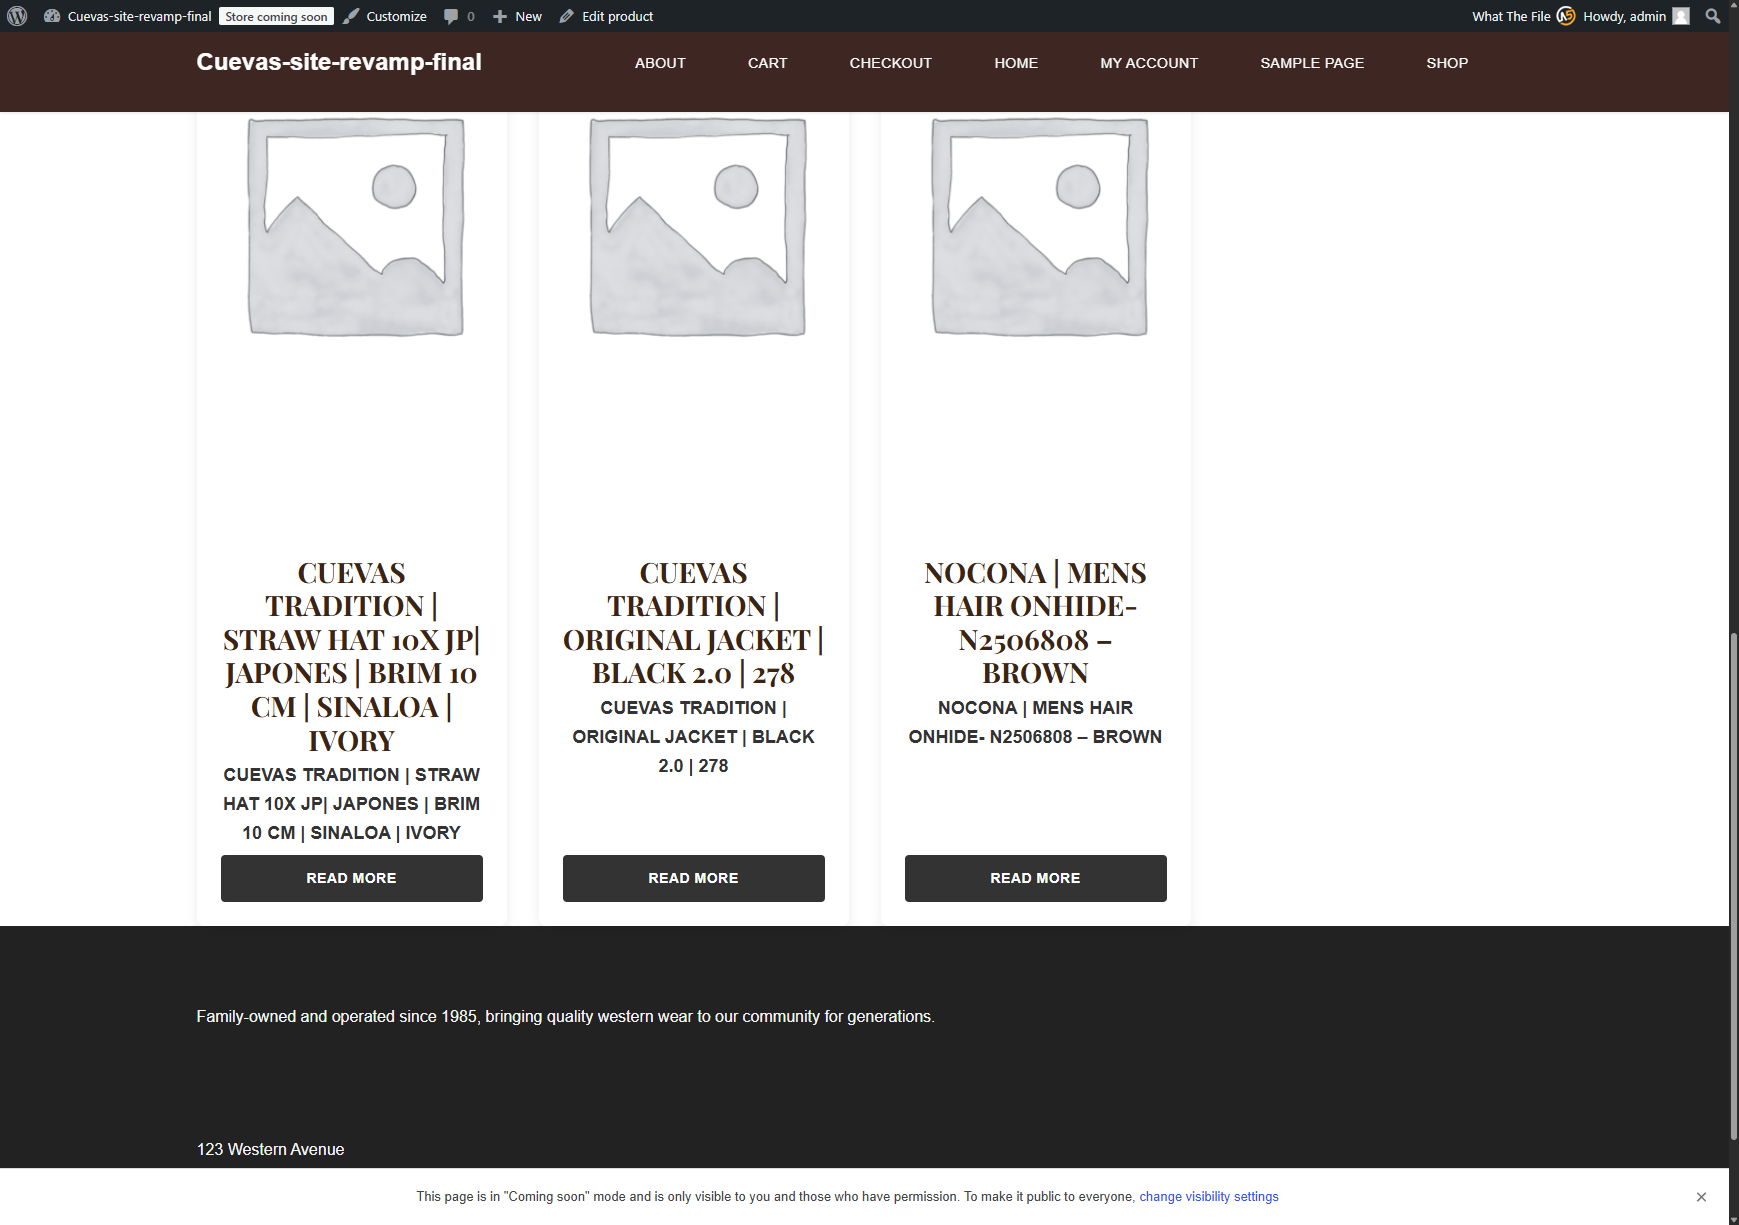 Cuevas-site-revamp-final Store coming soon Customize 0 New Edit product What The File Howdy, admin
Cuevas-site-revamp-final ABOUT CART CHECKOUT HOME MY ACCOUNT SAMPLE PAGE SHOP
CUEVAS
TRADITION |
STRAW HAT 10X JP|
JAPONES | BRIM 10
CM | SINALOA |
IVORY
CUEVAS TRADITION | STRAW
HAT 10X JP| JAPONES | BRIM
10 CM | SINALOA | IVORY
READ MORE
CUEVAS
TRADITION |
ORIGINAL JACKET |
BLACK 2.0 | 278
CUEVAS TRADITION |
ORIGINAL JACKET | BLACK
2.0 | 278
READ MORE
NOCONA | MENS
HAIR ONHIDE-
N2506808 –
BROWN
NOCONA | MENS HAIR
ONHIDE- N2506808 – BROWN
READ MORE
Family-owned and operated since 1985, bringing quality western wear to our community for generations.
123 Western Avenue
This page is in "Coming soon" mode and is only visible to you and those who have permission. To make it public to everyone, change visibility settings